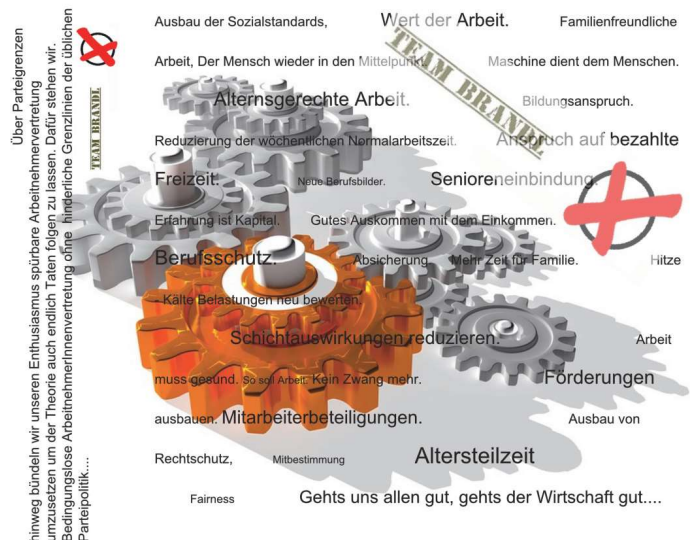 Über Parteigrenzen
hinweg bündeln wir unseren Enthusiasmus spürbare Arbeitnehmervertretung
umzusetzen um der Theorie auch endlich Taten folgen zu lassen. Dafür stehen wir.
Bedingungslose ArbeitnehmerInnenvertretung ohne hinderliche Grenzlinien der üblichen
Parteipolitik....
TEAM BRANDL
Ausbau der Sozialstandards, Wert der Arbeit. Familienfreundliche
Arbeit, Der Mensch wieder in den Mittelpunkt. Maschine dient dem Menschen.
TEAM BRANDL
Alternsgerechte Arbeit. Bildungsanspruch.
Reduzierung der wöchentlichen Normalarbeitszeit. Anspruch auf bezahlte
Freizeit. Neue Berufsbilder. Senioreneinbindung.
Erfahrung ist Kapital. Gutes Auskommen mit dem Einkommen.
Berufsschutz. Absicherung. Mehr Zeit für Familie. Hitze
Kälte Belastungen neu bewerten.
Schichtauswirkungen reduzieren. Arbeit
muss gesund. So soll Arbeit. Kein Zwang mehr. Förderungen
ausbauen. Mitarbeiterbeteiligungen. Ausbau von
Rechtschutz, Mitbestimmung Altersteilzeit
Fairness Gehts uns allen gut, gehts der Wirtschaft gut....